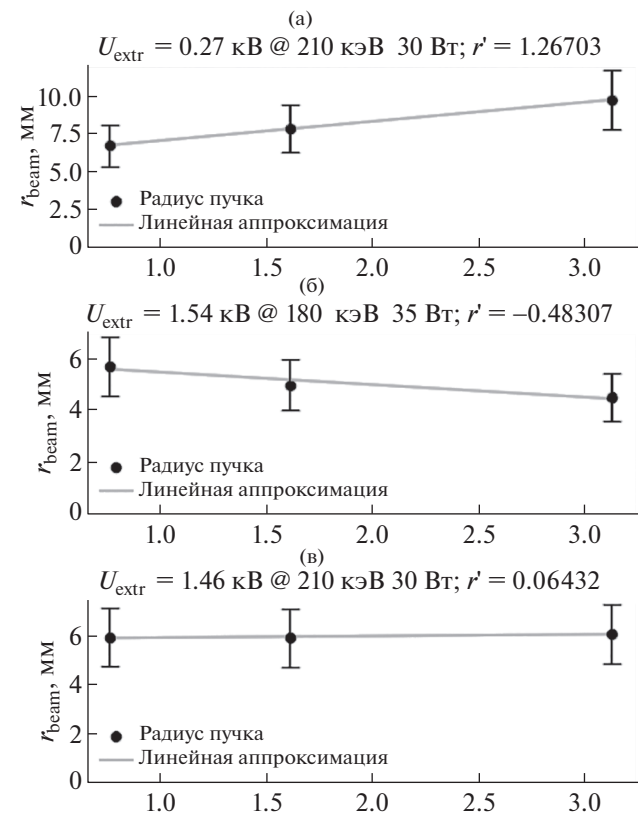 (а)
U_extr = 0.27 кВ @ 210 кэВ 30 Вт; r' = 1.26703
10.0
7.5
5.0
2.5
0
r_beam, мм
Радиус пучка
Линейная аппроксимация
1.0 1.5 2.0 2.5 3.0
(б)
U_extr = 1.54 кВ @ 180 кэВ 35 Вт; r' = –0.48307
6
4
2
0
r_beam, мм
Радиус пучка
Линейная аппроксимация
1.0 1.5 2.0 2.5 3.0
(в)
U_extr = 1.46 кВ @ 210 кэВ 30 Вт; r' = 0.06432
6
4
2
0
r_beam, мм
Радиус пучка
Линейная аппроксимация
1.0 1.5 2.0 2.5 3.0